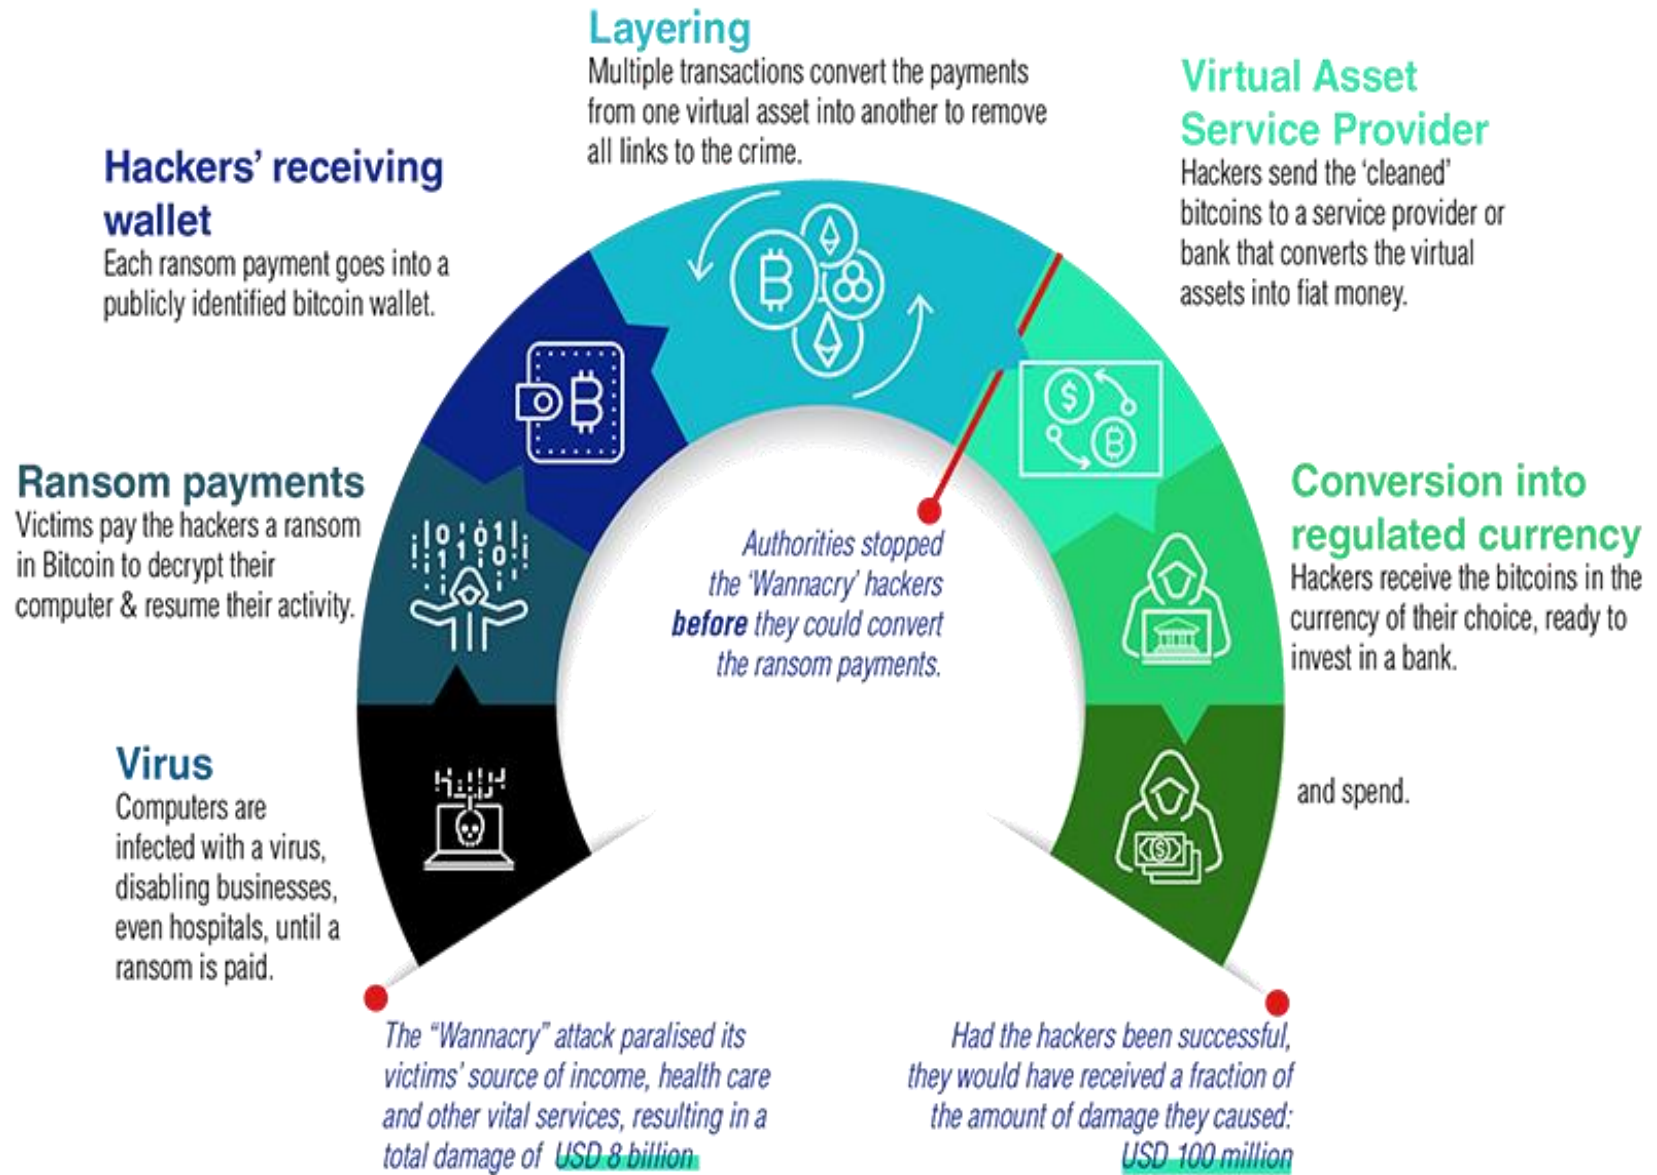 Layering
Multiple transactions convert the payments
from one virtual asset into another to remove
all links to the crime.
Virtual Asset
Service Provider
Hackers send the ‘cleaned’
bitcoins to a service provider or
bank that converts the virtual
assets into fiat money.
Hackers’ receiving
wallet
Each ransom payment goes into a
publicly identified bitcoin wallet.
Ransom payments
Victims pay the hackers a ransom
in Bitcoin to decrypt their
computer & resume their activity.
Authorities stopped
the ‘Wannacry’ hackers
before they could convert
the ransom payments.
Conversion into
regulated currency
Hackers receive the bitcoins in the
currency of their choice, ready to
invest in a bank.
Virus
Computers are
infected with a virus,
disabling businesses,
even hospitals, until a
ransom is paid.
and spend.
The “Wannacry” attack paralised its
victims’ source of income, health care
and other vital services, resulting in a
total damage of USD 8 billion
Had the hackers been successful,
they would have received a fraction of
the amount of damage they caused:
USD 100 million